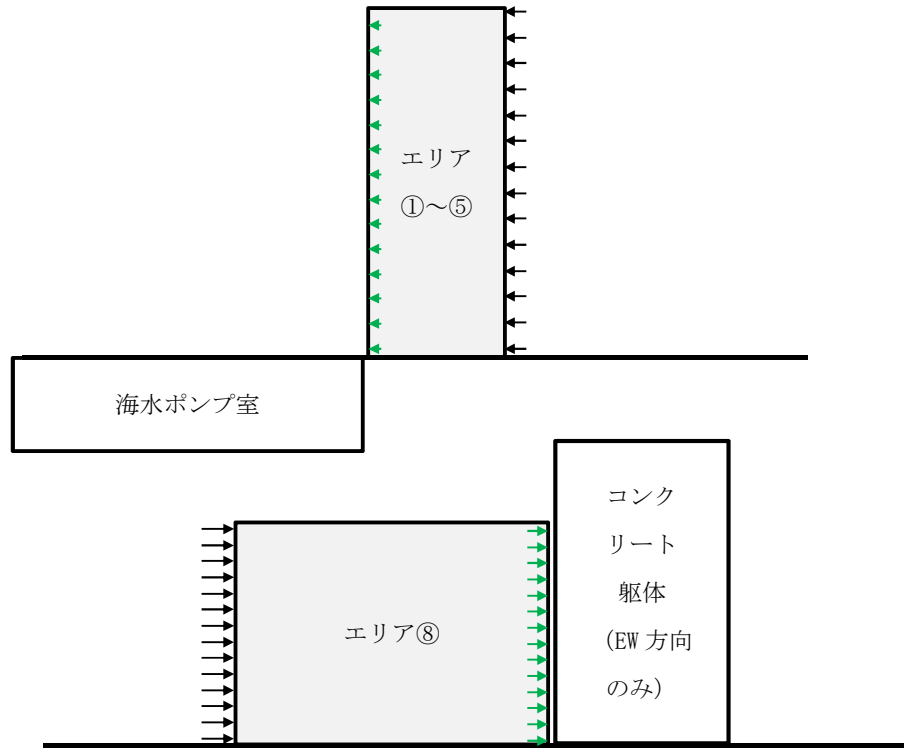 エリア
①～⑤
海水ポンプ室
コンク
リート
躯体
(EW 方向
のみ)
エリア⑧